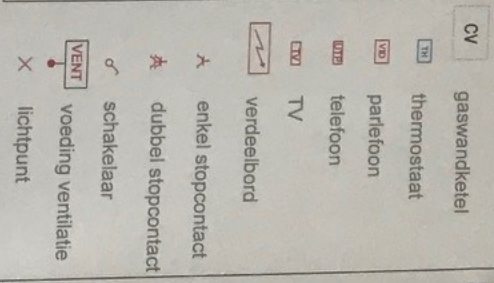 CV gaswandketel
TH thermostaat
VID parlefoon
UTP telefoon
TV TV
verdeelbord
enkel stopcontact
dubbel stopcontact
schakelaar
VENT voeding ventilatie
lichtpunt